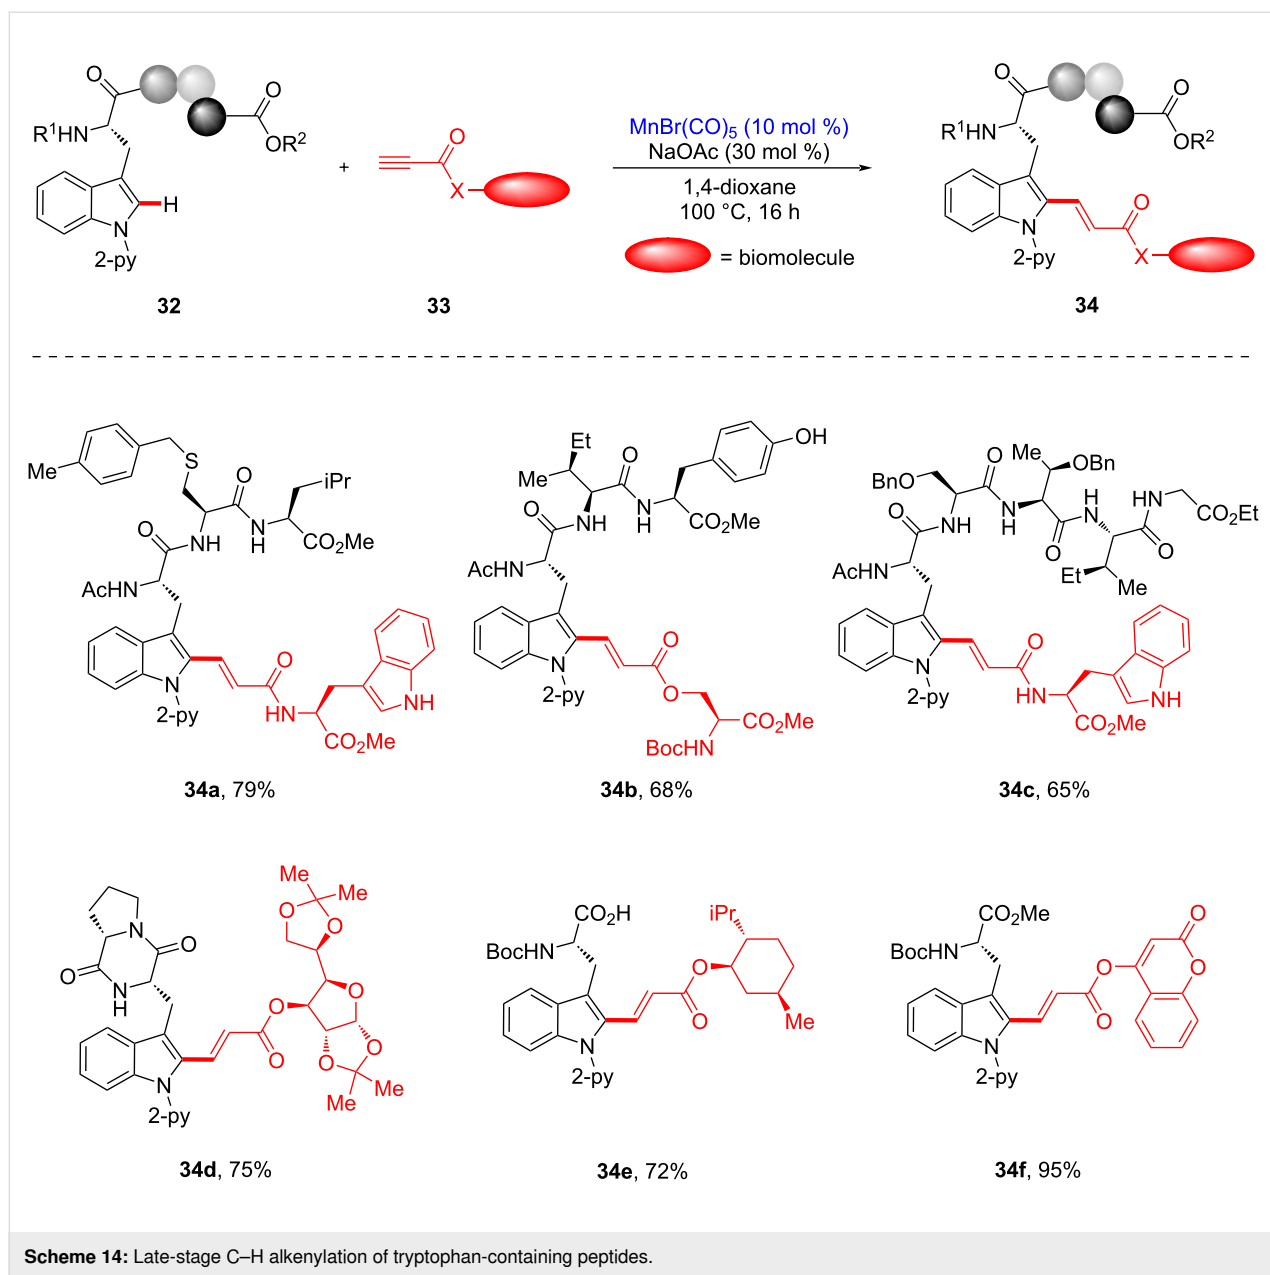 O
O
R¹HN
OR²
H
N
2-py
32
+
O
X
33
MnBr(CO)₅ (10 mol %)
NaOAc (30 mol %)
1,4-dioxane
100 °C, 16 h
= biomolecule
O
O
R¹HN
OR²
N
2-py
O
X
34
Me
S
O
iPr
O
NH
N
H
CO₂Me
AcHN
N
2-py
O
HN
NH
CO₂Me
34a, 79%
Et
OH
Me
O
O
NH
N
H
CO₂Me
AcHN
N
2-py
O
O
CO₂Me
BocHN
34b, 68%
Me
OBn
BnO
O
HN
O
NH
N
H
H
N
CO₂Et
O
O
AcHN
Et
Me
N
2-py
O
HN
NH
CO₂Me
34c, 65%
Me
Me
O
O
N
O
O
N
H
O
O
O
O
O
N
2-py
Me
Me
34d, 75%
CO₂H
iPr
BocHN
O
O
Me
N
2-py
34e, 72%
CO₂Me
O
BocHN
O
O
O
N
2-py
34f, 95%
Scheme 14: Late-stage C–H alkenylation of tryptophan-containing peptides.